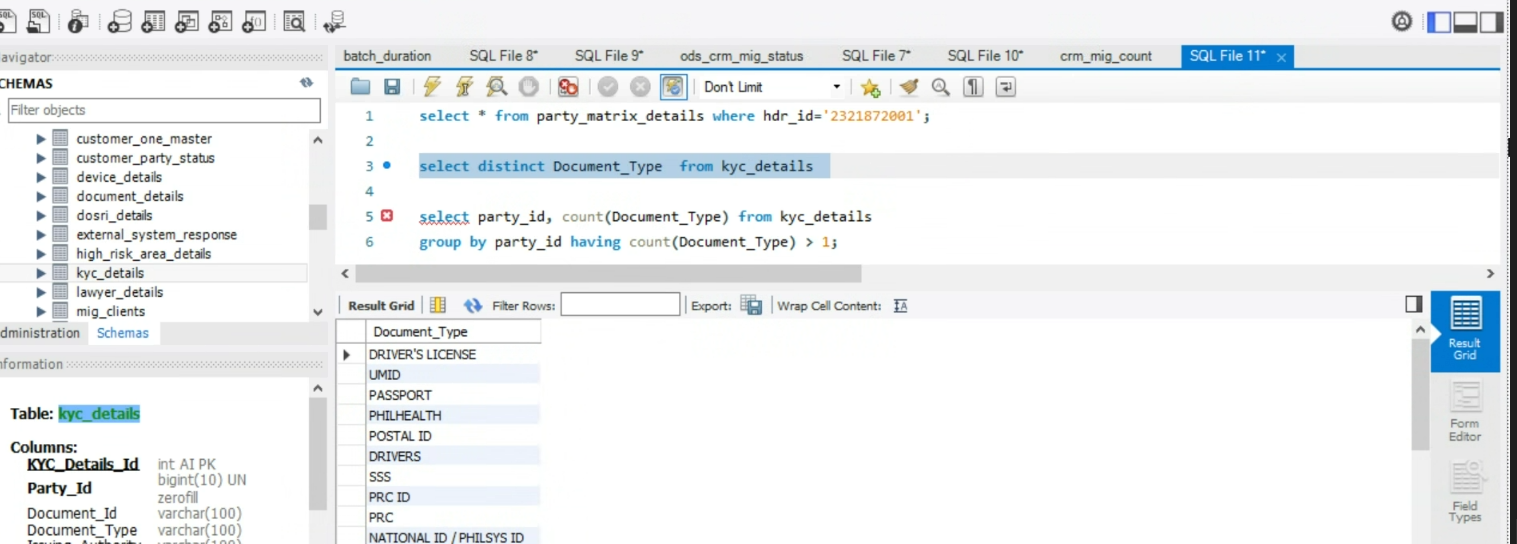 avigator
batch_duration
SQL File 8*
SQL File 9*
ods_crm_mig_status
SQL File 7*
SQL File 10*
crm_mig_count
SQL File 11*
CHEMAS
Filter objects
customer_one_master
customer_party_status
device_details
document_details
dosri_details
external_system_response
high_risk_area_details
kyc_details
lawyer_details
mig_clients
dministration
Schemas
nformation
Table: kyc_details
Columns:
KYC_Details_Id int AI PK
Party_Id bigint(10) UN zerofill
Document_Id varchar(100)
Document_Type varchar(100)
Issuing_Authority varchar(100)
Don't Limit
1 select * from party_matrix_details where hdr_id='2321872001';
2
3 select distinct Document_Type  from kyc_details
4
5 select party_id, count(Document_Type) from kyc_details
6 group by party_id having count(Document_Type) > 1;
Result Grid
Filter Rows:
Export:
Wrap Cell Content:
Document_Type
DRIVER'S LICENSE
UMID
PASSPORT
PHILHEALTH
POSTAL ID
DRIVERS
SSS
PRC ID
PRC
NATIONAL ID / PHILSYS ID
Result
Grid
Form
Editor
Field
Types